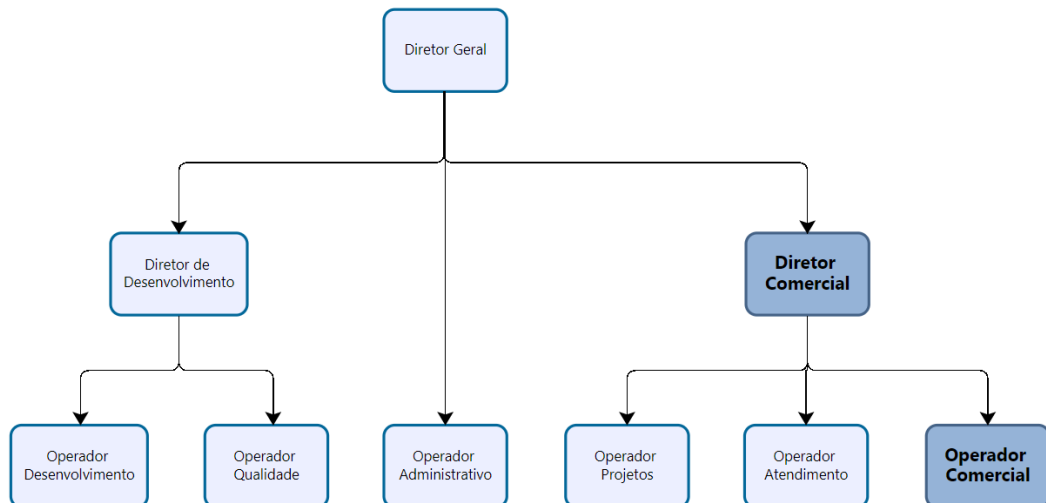 Diretor Geral
Diretor de
Desenvolvimento
Diretor
Comercial
Operador
Desenvolvimento
Operador
Qualidade
Operador
Administrativo
Operador
Projetos
Operador
Atendimento
Operador
Comercial